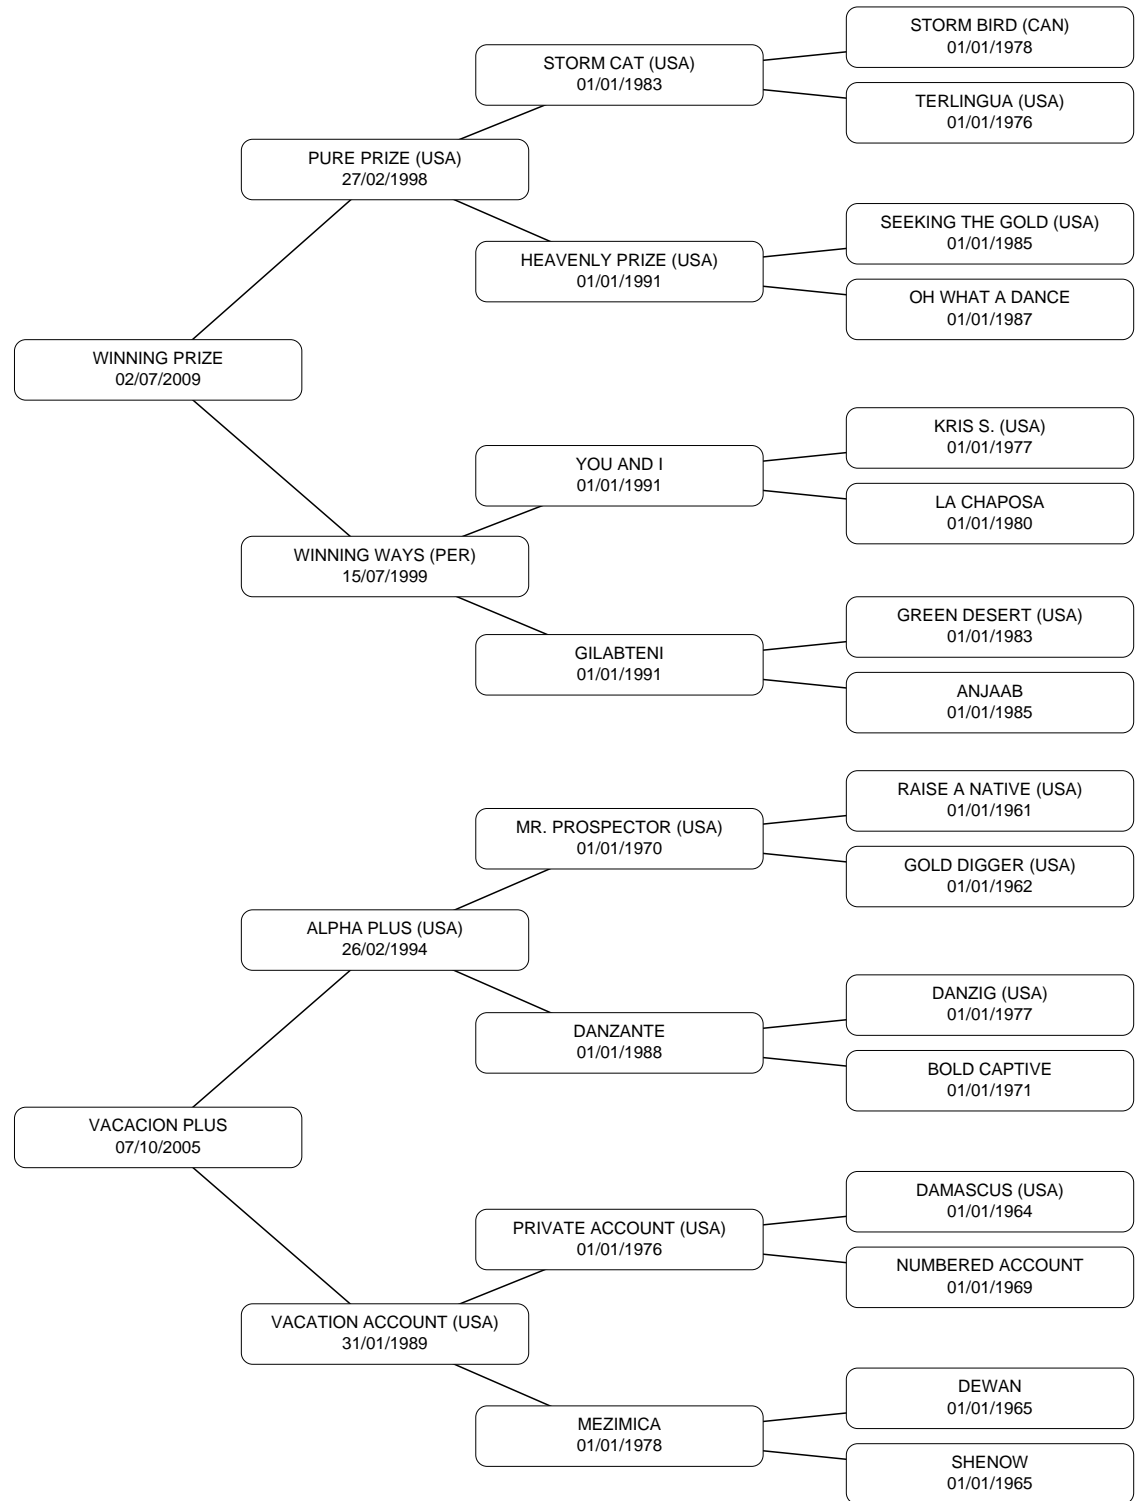 STORM BIRD (CAN)
01/01/1978
STORM CAT (USA)
01/01/1983
TERLINGUA (USA)
01/01/1976
PURE PRIZE (USA)
27/02/1998
SEEKING THE GOLD (USA)
01/01/1985
HEAVENLY PRIZE (USA)
01/01/1991
OH WHAT A DANCE
01/01/1987
WINNING PRIZE
02/07/2009
KRIS S. (USA)
01/01/1977
YOU AND I
01/01/1991
LA CHAPOSA
01/01/1980
WINNING WAYS (PER)
15/07/1999
GREEN DESERT (USA)
01/01/1983
GILABTENI
01/01/1991
ANJAAB
01/01/1985
RAISE A NATIVE (USA)
01/01/1961
MR. PROSPECTOR (USA)
01/01/1970
GOLD DIGGER (USA)
01/01/1962
ALPHA PLUS (USA)
26/02/1994
DANZIG (USA)
01/01/1977
DANZANTE
01/01/1988
BOLD CAPTIVE
01/01/1971
VACACION PLUS
07/10/2005
DAMASCUS (USA)
01/01/1964
PRIVATE ACCOUNT (USA)
01/01/1976
NUMBERED ACCOUNT
01/01/1969
VACATION ACCOUNT (USA)
31/01/1989
DEWAN
01/01/1965
MEZIMICA
01/01/1978
SHENOW
01/01/1965